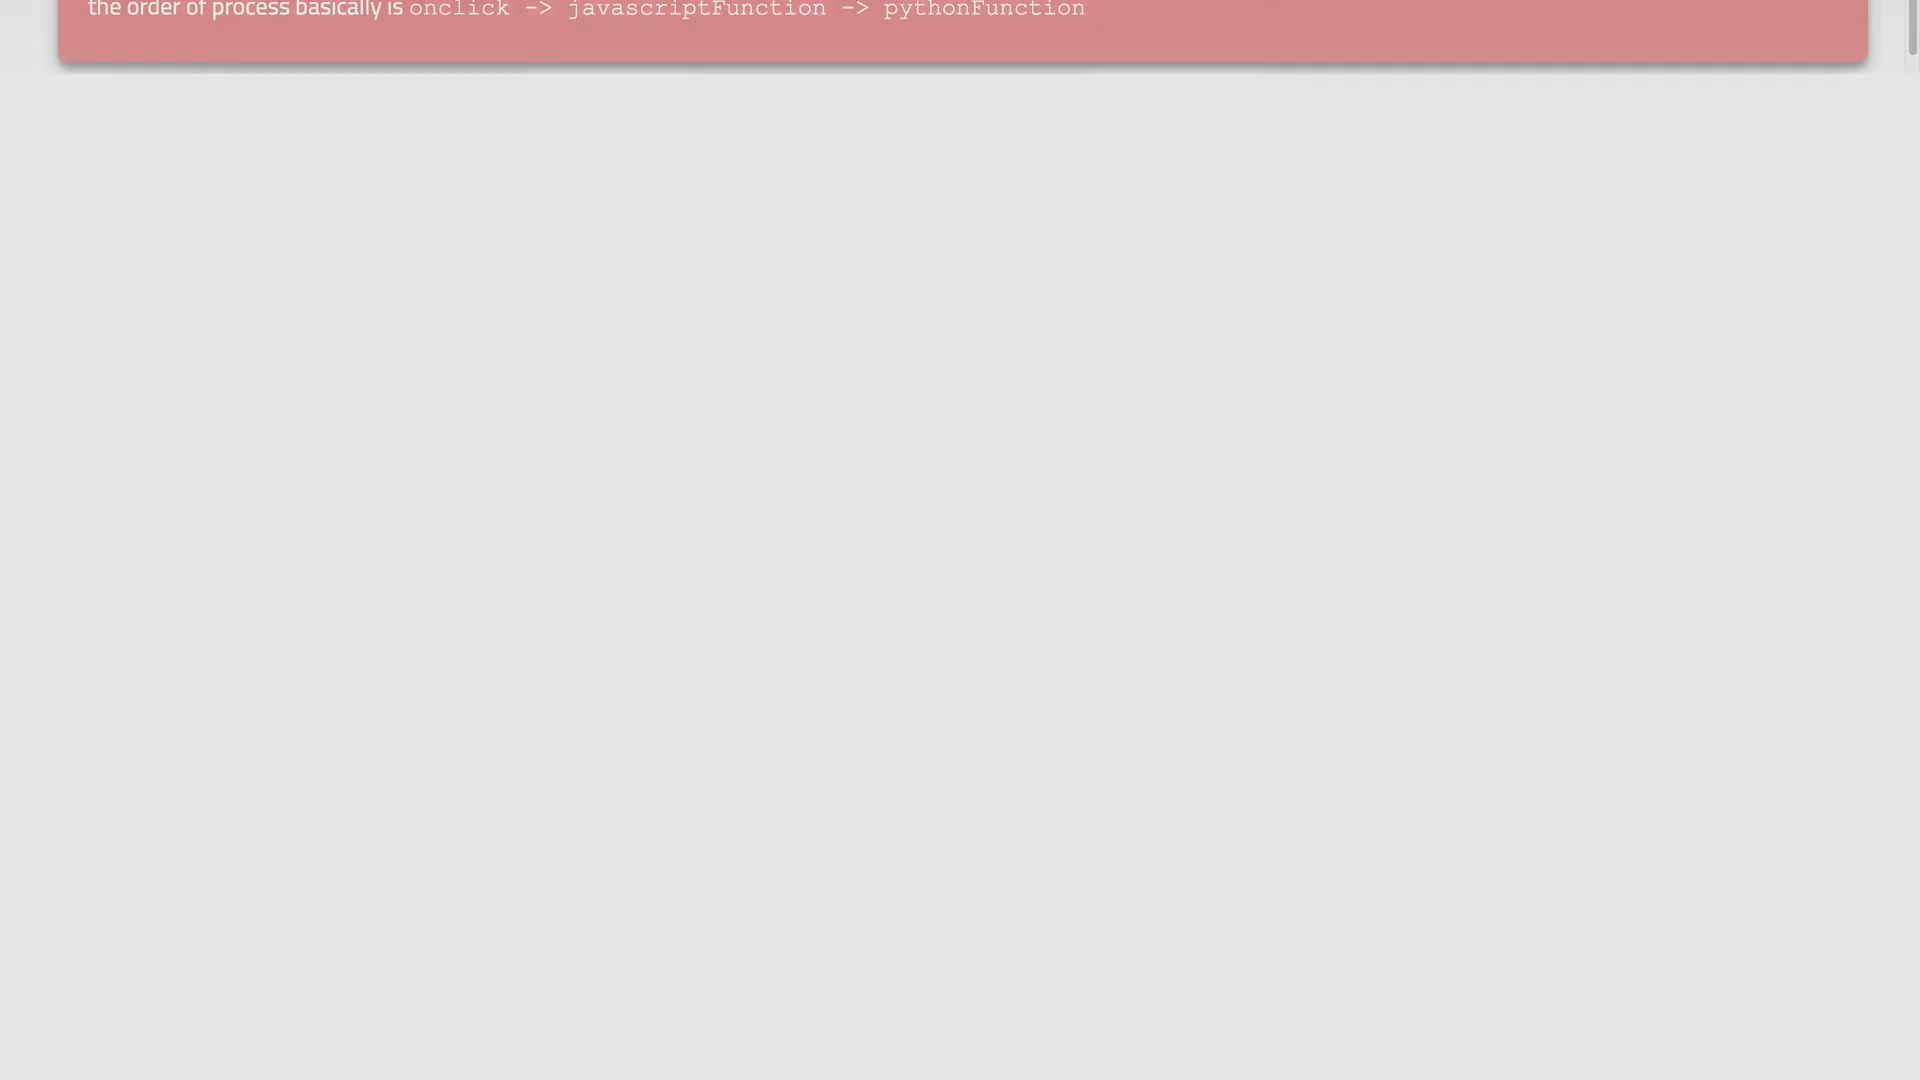 the order of process basically is onclick -> javascriptFunction -> pythonFunction